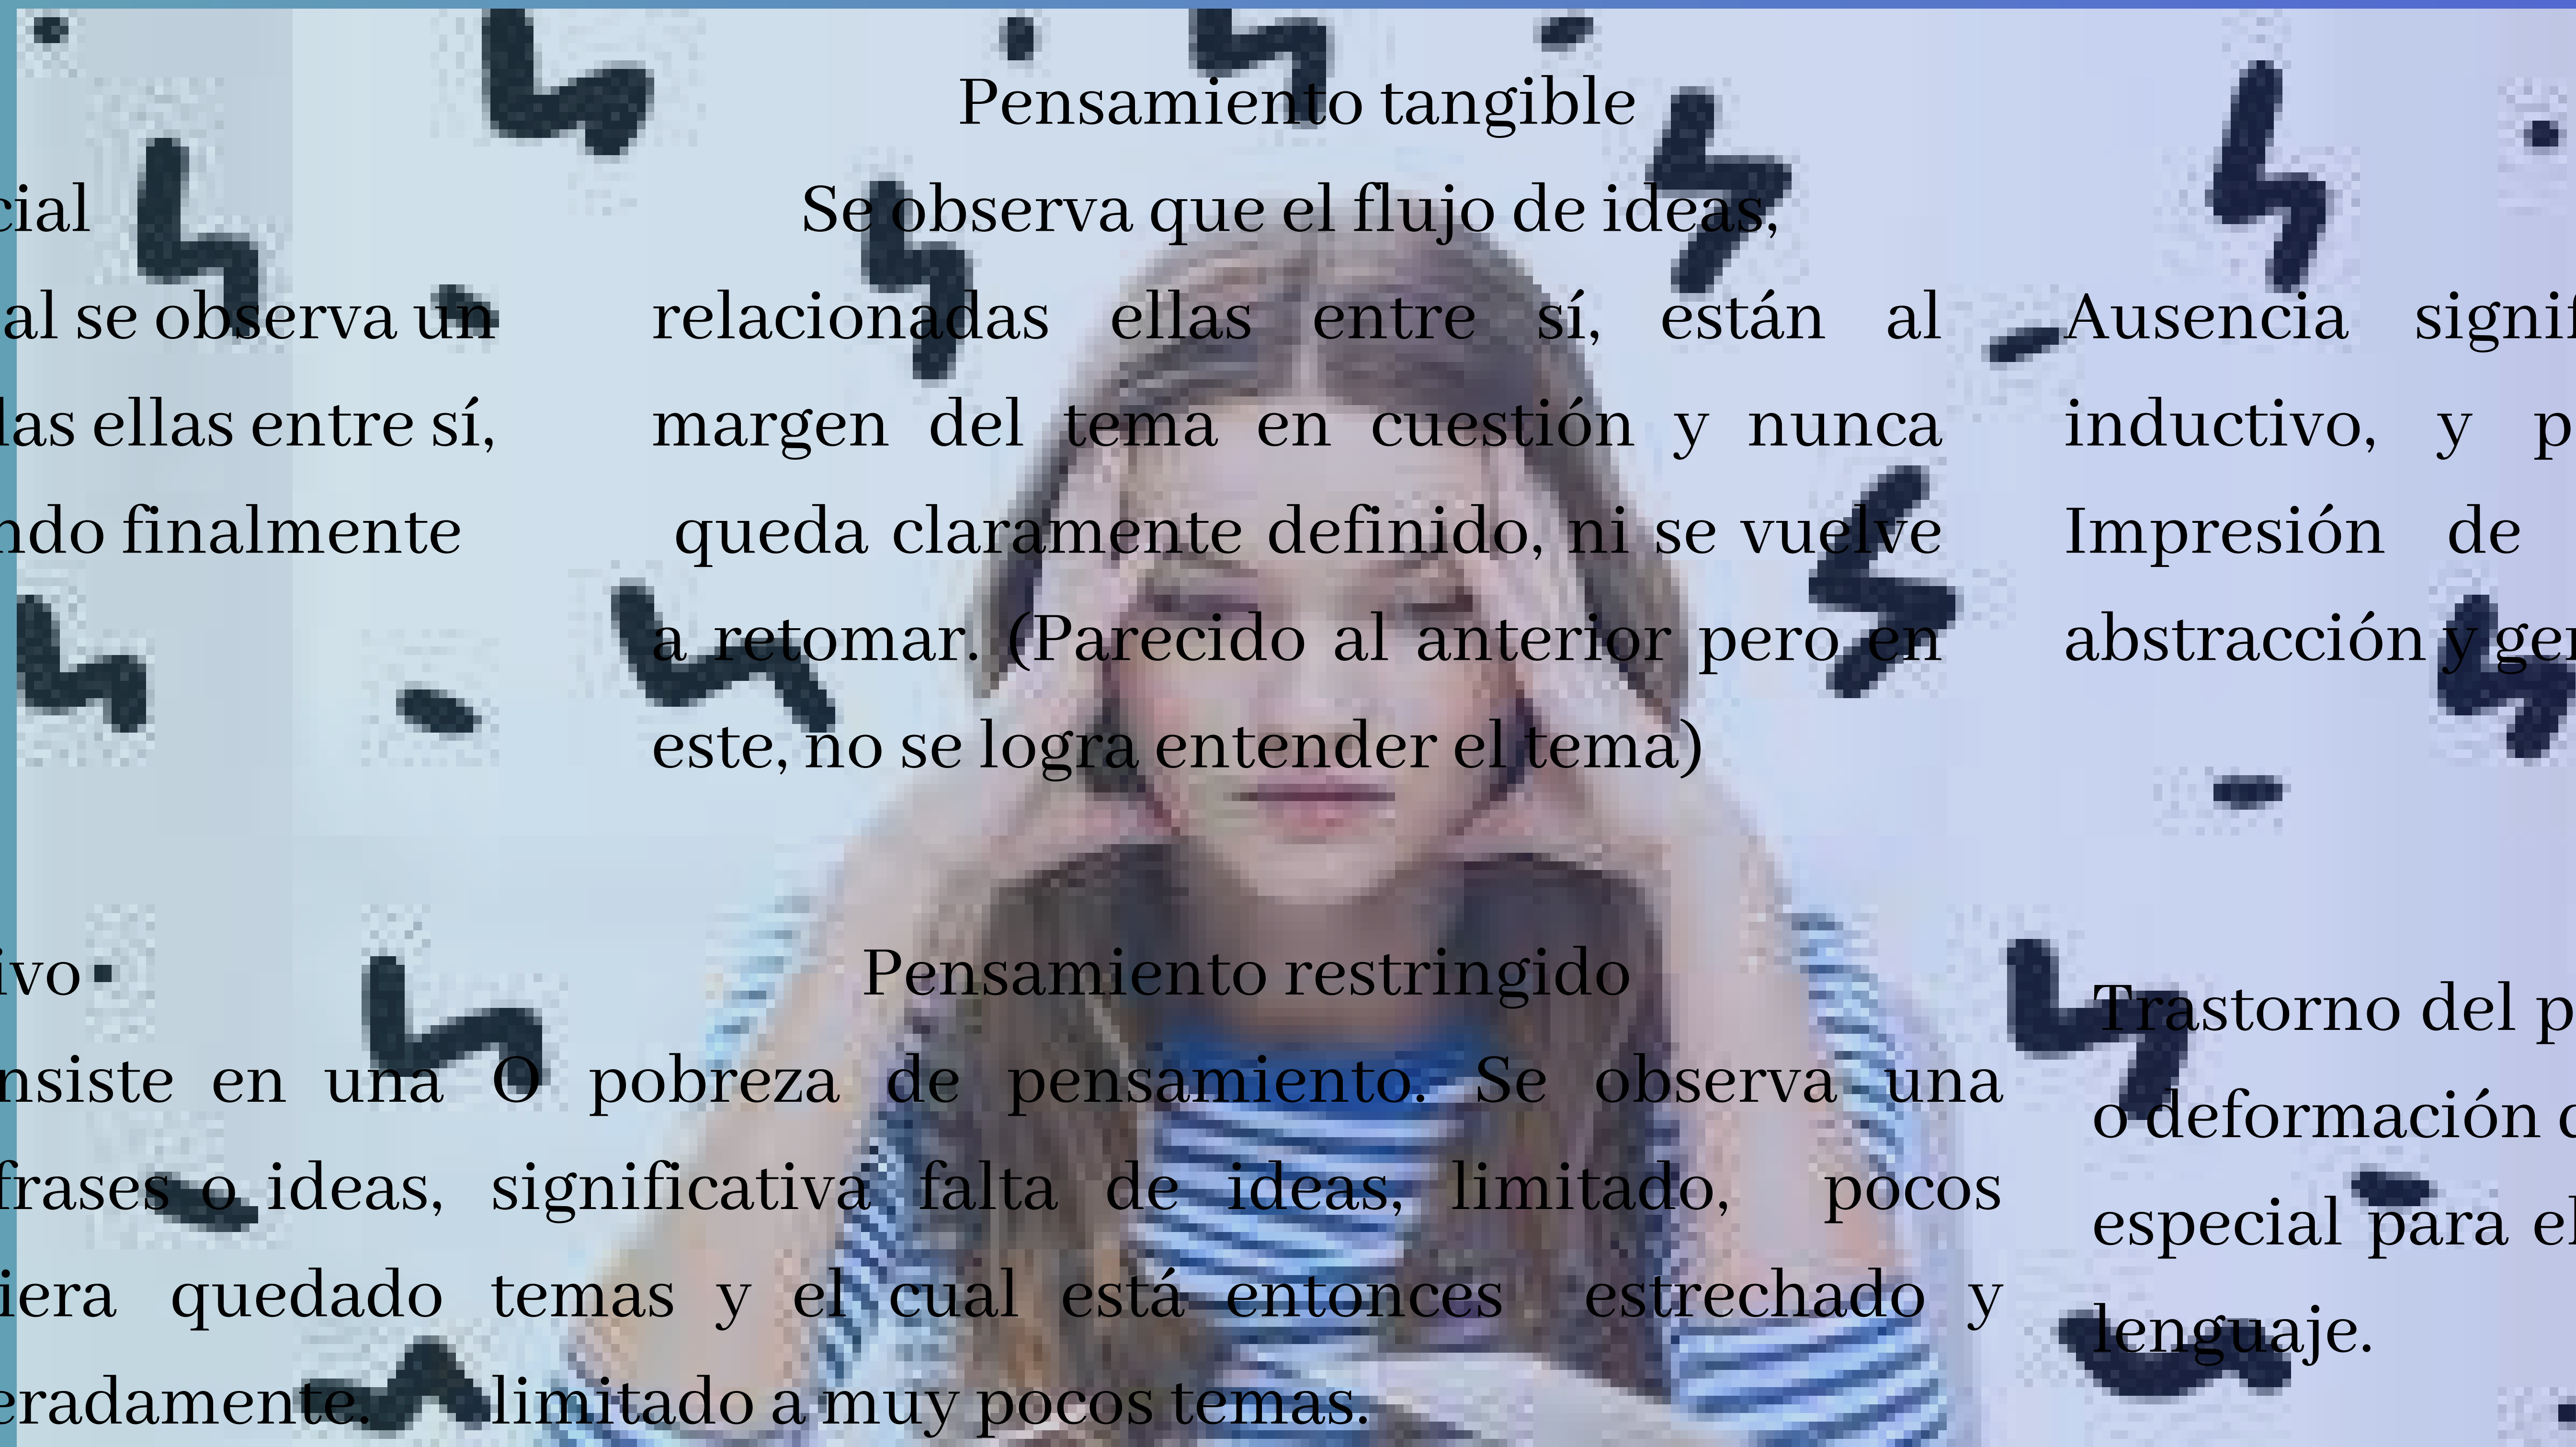 cial
al se observa un
las ellas entre sí,
ndo finalmente
Pensamiento tangible
Se observa que el flujo de ideas,
relacionadas ellas entre sí, están al
margen del tema en cuestión y nunca
queda claramente definido, ni se vuelve
a retomar. (Parecido al anterior pero en
este, no se logra entender el tema)
Ausencia signif
inductivo, y p
Impresión de
abstracción y gen
ivo
nsiste en una
frases o ideas,
iera quedado
eradamente.
Pensamiento restringido
O pobreza de pensamiento. Se observa una
significativa falta de ideas, limitado, pocos
temas y el cual está entonces estrechado y
limitado a muy pocos temas.
Trastorno del p
o deformación
especial para el
lenguaje.